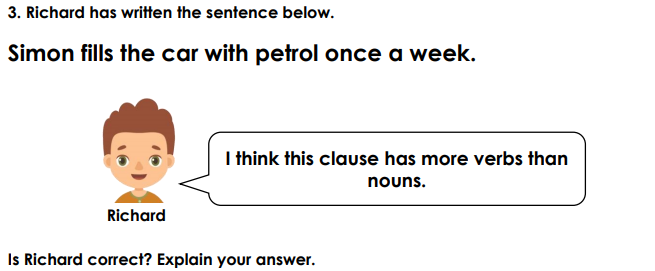 3. Richard has written the sentence below.
Simon fills the car with petrol once a week.
I think this clause has more verbs than
nouns.
Richard
Is Richard correct? Explain your answer.